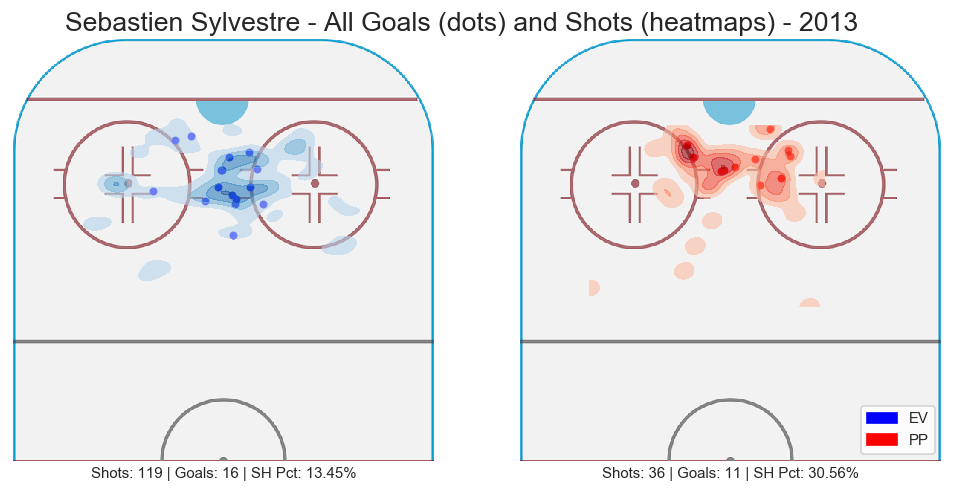 Sebastien Sylvestre - All Goals (dots) and Shots (heatmaps) - 2013
EV
PP
Shots: 119 | Goals: 16 | SH Pct: 13.45%
Shots: 36 | Goals: 11 | SH Pct: 30.56%